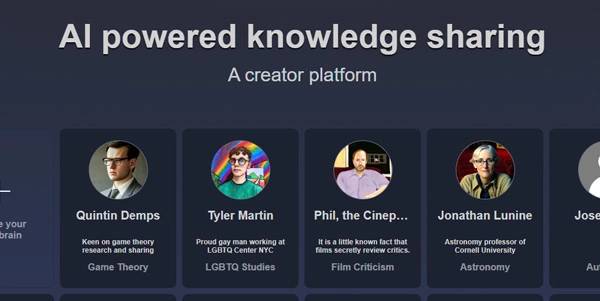 AI powered knowledge sharing
A creator platform
e your
brain
Quintin Demps
Keen on game theory
research and sharing
Game Theory
Tyler Martin
Proud gay man working at
LGBTQ Center NYC
LGBTQ Studies
Phil, the Cinep...
It is a little known fact that
films secretly review critics.
Film Criticism
Jonathan Lunine
Astronomy professor of
Cornell University
Astronomy
Jose
Aut